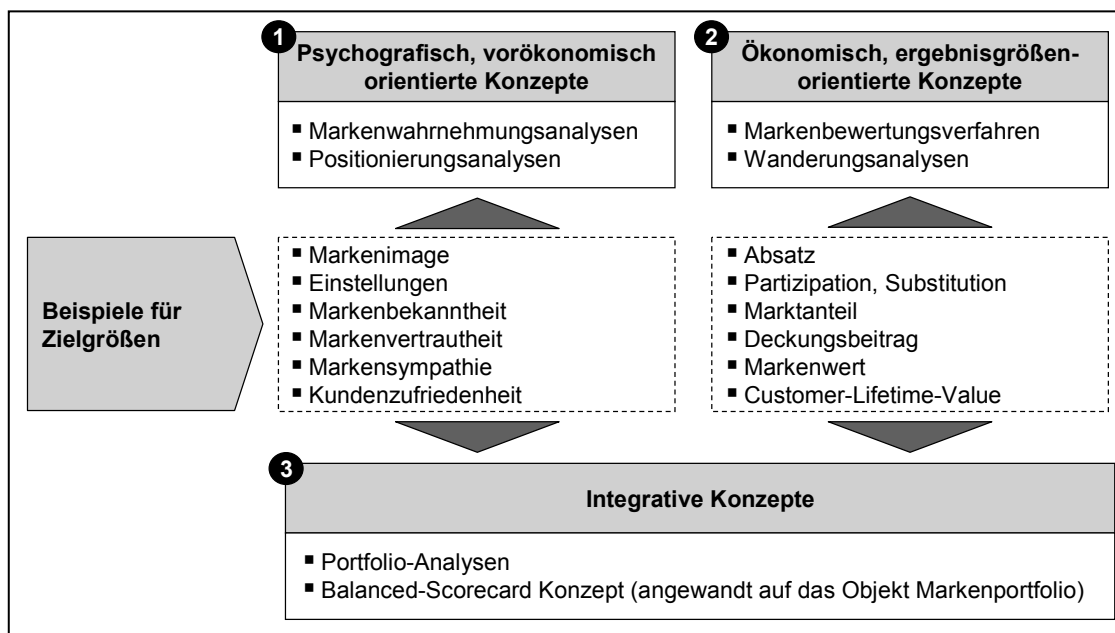 1
Psychografisch, vorökonomisch
orientierte Konzepte
▪ Markenwahrnehmungsanalysen
▪ Positionierungsanalysen
2
Ökonomisch, ergebnisgrößen-
orientierte Konzepte
▪ Markenbewertungsverfahren
▪ Wanderungsanalysen
Beispiele für
Zielgrößen
▪ Markenimage
▪ Einstellungen
▪ Markenbekanntheit
▪ Markenvertrautheit
▪ Markensympathie
▪ Kundenzufriedenheit
▪ Absatz
▪ Partizipation, Substitution
▪ Marktanteil
▪ Deckungsbeitrag
▪ Markenwert
▪ Customer-Lifetime-Value
3
Integrative Konzepte
▪ Portfolio-Analysen
▪ Balanced-Scorecard Konzept (angewandt auf das Objekt Markenportfolio)